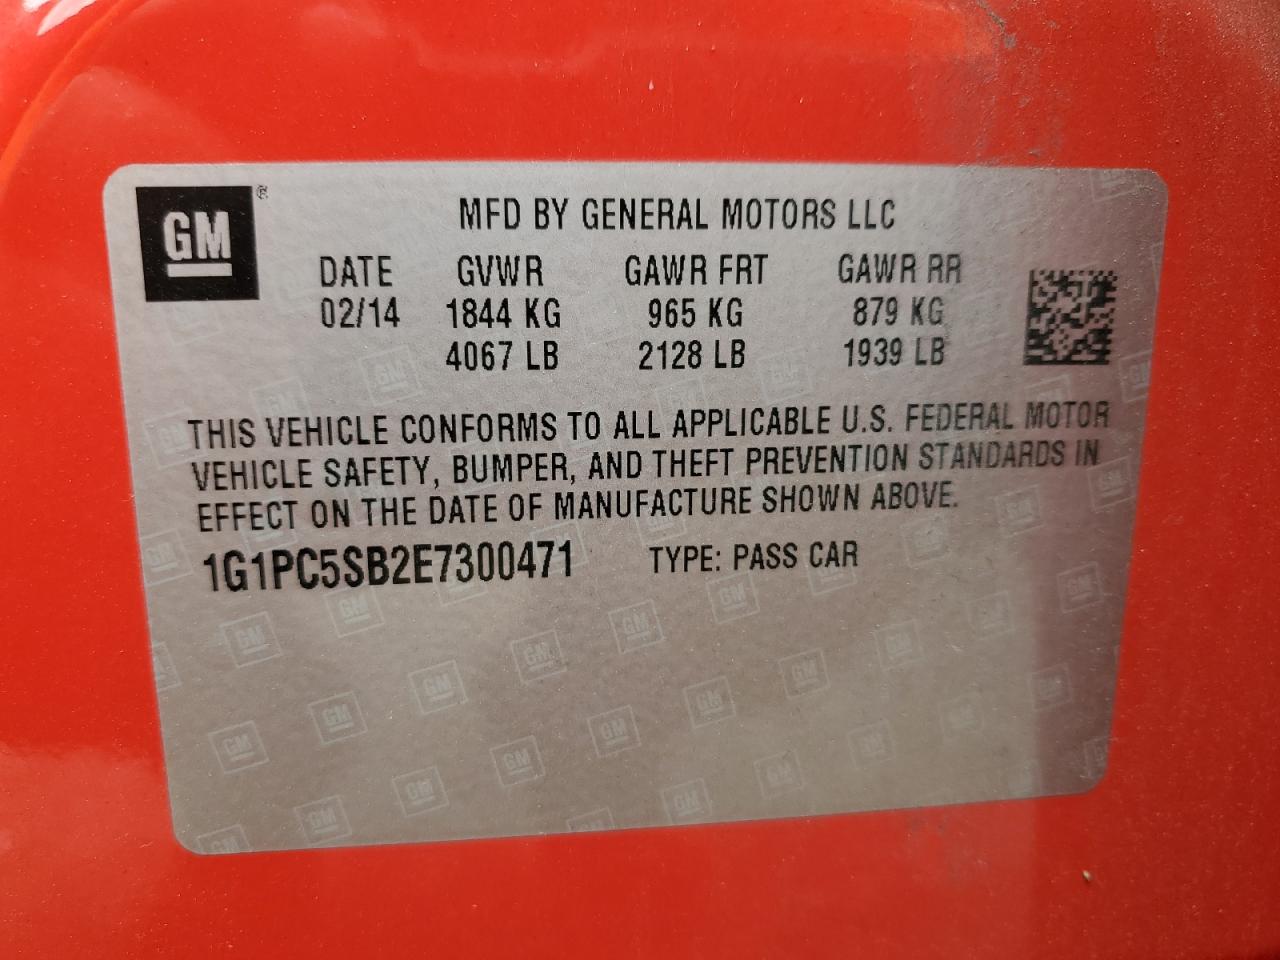 GM ®
MFD BY GENERAL MOTORS LLC
DATE GVWR GAWR FRT GAWR RR
02/14 1844 KG 965 KG 879 KG
4067 LB 2128 LB 1939 LB
THIS VEHICLE CONFORMS TO ALL APPLICABLE U.S. FEDERAL MOTOR
VEHICLE SAFETY, BUMPER, AND THEFT PREVENTION STANDARDS IN
EFFECT ON THE DATE OF MANUFACTURE SHOWN ABOVE.
1G1PC5SB2E7300471 TYPE: PASS CAR